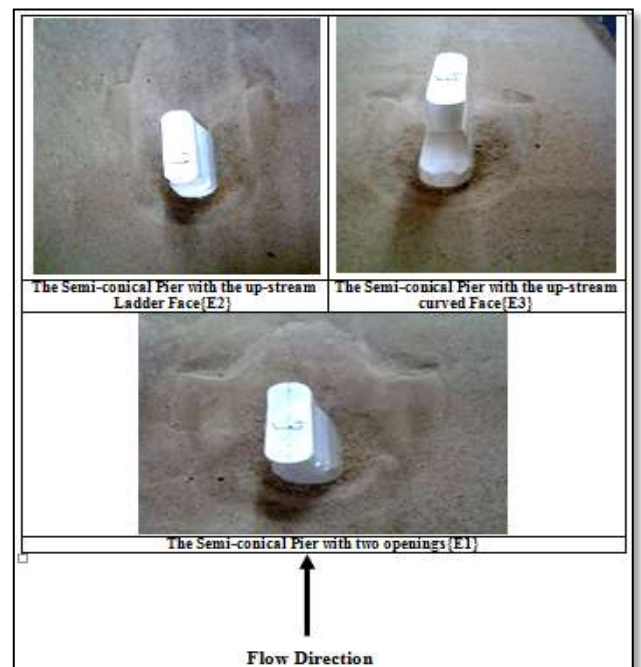 The Semi-conical Pier with the up-stream
Ladder Face{E2}
The Semi-conical Pier with the up-stream
curved Face{E3}
The Semi-conical Pier with two openings{E1}
Flow Direction